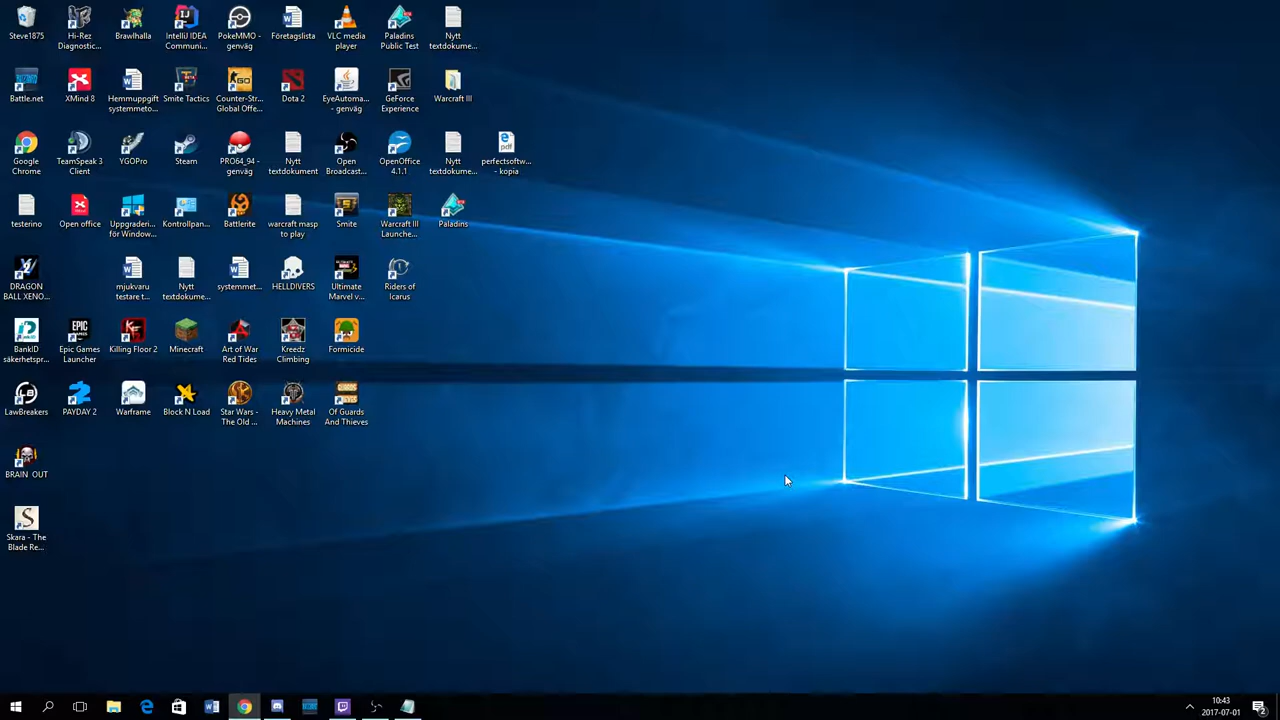 Steve1875
Hi-Rez
Diagnostic...
Brawlhalla
IntelliJ IDEA
Communi...
PokeMMO -
genväg
Företagslista
VLC media
player
Paladins
Public Test
Nytt
textdokume...
Battle.net
XMind 8
Hemmuppgift
systemmeto...
Smite Tactics
Counter-Str...
Global Offe...
Dota 2
EyeAutoma...
- genväg
GeForce
Experience
Warcraft III
Google
Chrome
TeamSpeak 3
Client
YGOPro
Steam
PRO64_94 -
genväg
Nytt
textdokument
Open
Broadcast...
OpenOffice
4.1.1
Nytt
textdokume...
perfectsoftw...
- kopia
testerino
Open office
Uppgraderi...
för Window...
Kontrollpan...
Battlerite
warcraft masp
to play
Smite
Warcraft III
Launche...
Paladins
DRAGON
BALL XENO...
mjukvaru
testare t...
Nytt
textdokume...
systemmet...
HELLDIVERS
Ultimate
Marvel v...
Riders of
Icarus
BankID
säkerhetspr...
Epic Games
Launcher
Killing Floor 2
Minecraft
Art of War
Red Tides
Kreedz
Climbing
Formicide
LawBreakers
PAYDAY 2
Warframe
Block N Load
Star Wars -
The Old ...
Heavy Metal
Machines
Of Guards
And Thieves
BRAIN OUT
Skara - The
Blade Re...
10:43
2017-07-01